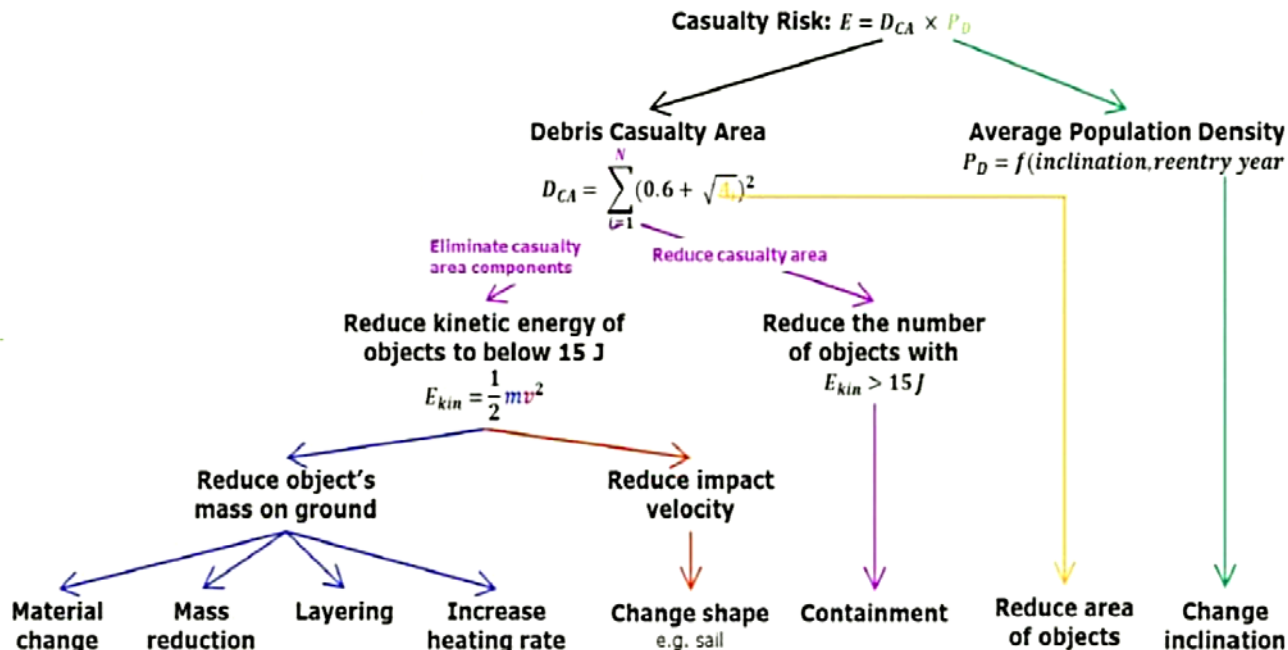 Casualty Risk: E = D_CA × P_D
Debris Casualty Area
Average Population Density
P_D = f(inclination,reentry year
N
D_CA = ∑(0.6 + √A_i)²
i=1
Eliminate casualty
area components
Reduce casualty area
Reduce kinetic energy of
objects to below 15 J
E_kin = 1/2 mv²
Reduce the number
of objects with
E_kin > 15J
Reduce object's
mass on ground
Reduce impact
velocity
Material
change
Mass
reduction
Layering
Increase
heating rate
Change shape
e.g. sail
Containment
Reduce area
of objects
Change
inclination